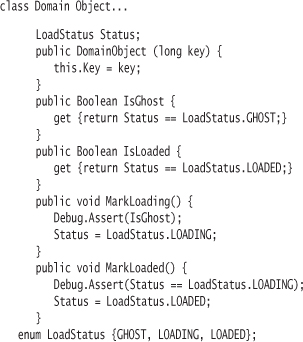 class Domain Object...
LoadStatus Status;
public DomainObject (long key) {
this.Key = key;
}
public Boolean IsGhost {
get {return Status == LoadStatus.GHOST;}
}
public Boolean IsLoaded {
get {return Status == LoadStatus.LOADED;}
}
public void MarkLoading() {
Debug.Assert(IsGhost);
Status = LoadStatus.LOADING;
}
public void MarkLoaded() {
Debug.Assert(Status == LoadStatus.LOADING);
Status = LoadStatus.LOADED;
}
enum LoadStatus {GHOST, LOADING, LOADED};